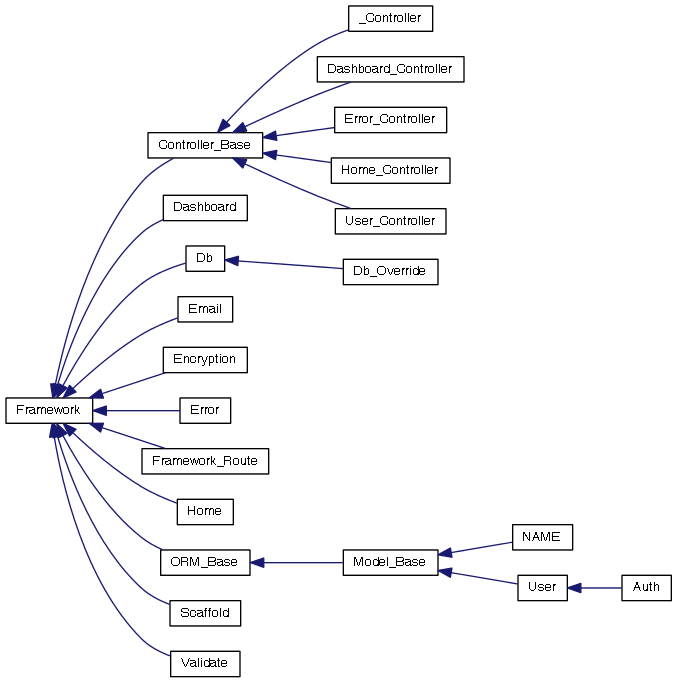 _Controller
Dashboard_Controller
Error_Controller
Controller_Base
Home_Controller
Dashboard
User_Controller
Db
Db_Override
Email
Encryption
Framework
Error
Framework_Route
Home
NAME
ORM_Base
Model_Base
User
Auth
Scaffold
Validate